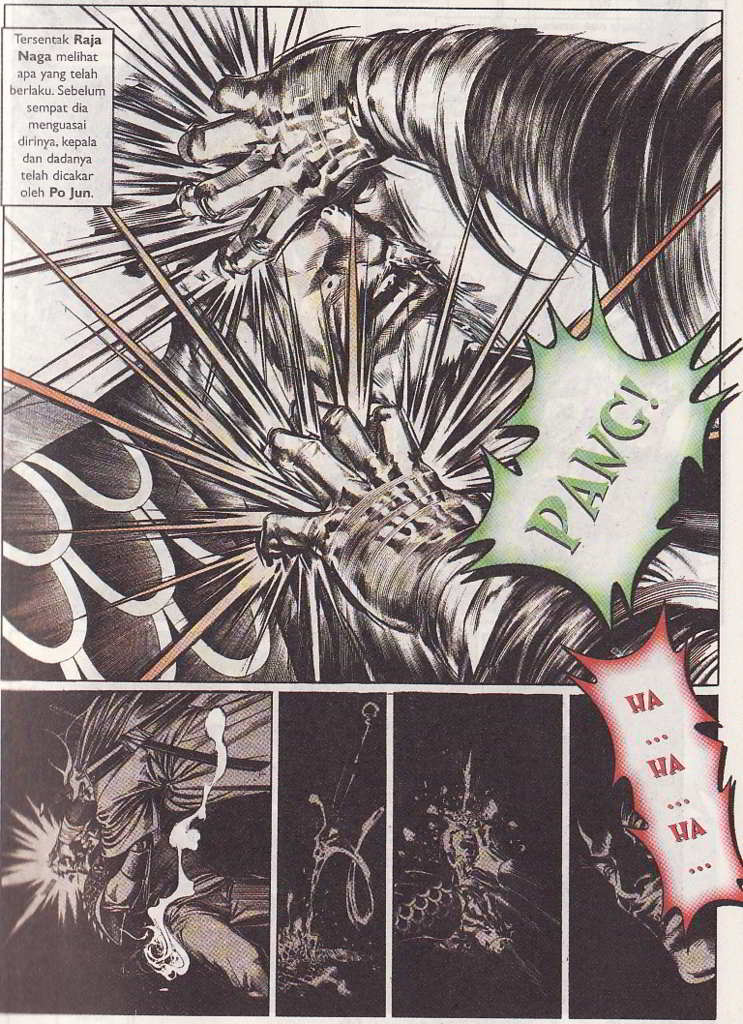 Tersentak Raja
Naga melihat
apa yang telah
berlaku. Sebelum
sempat dia
menguasai
dirinya, kepala
dan dadanya
telah dicakar
oleh Po Jun.
PANG!
HA
...
HA
...
HA
...